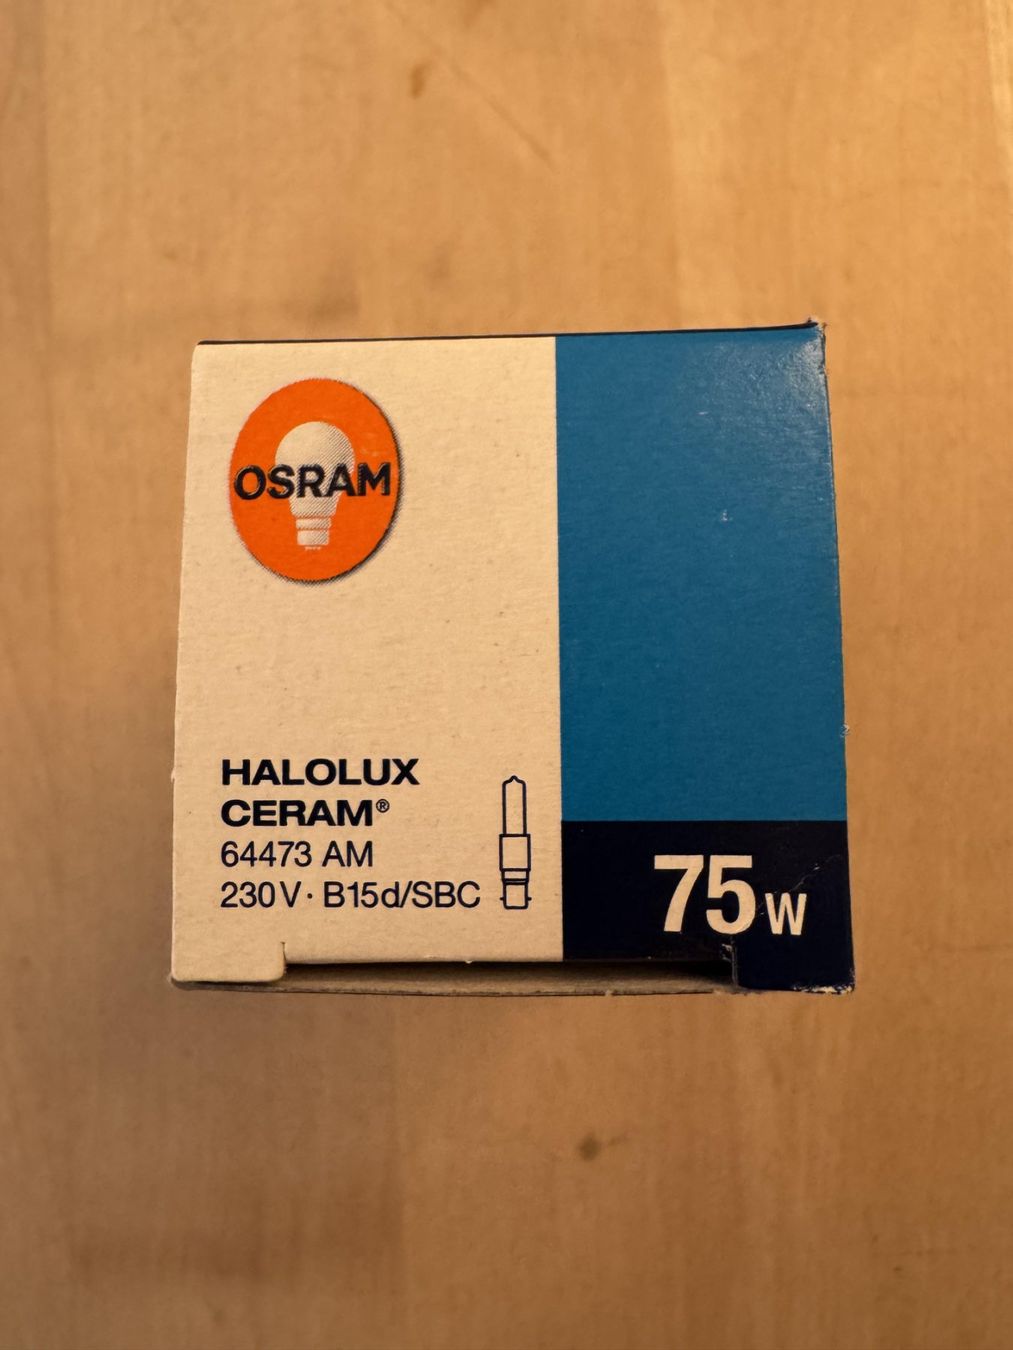 OSRAM
HALOLUX
CERAM®
64473 AM
230V · B15d/SBC
75W